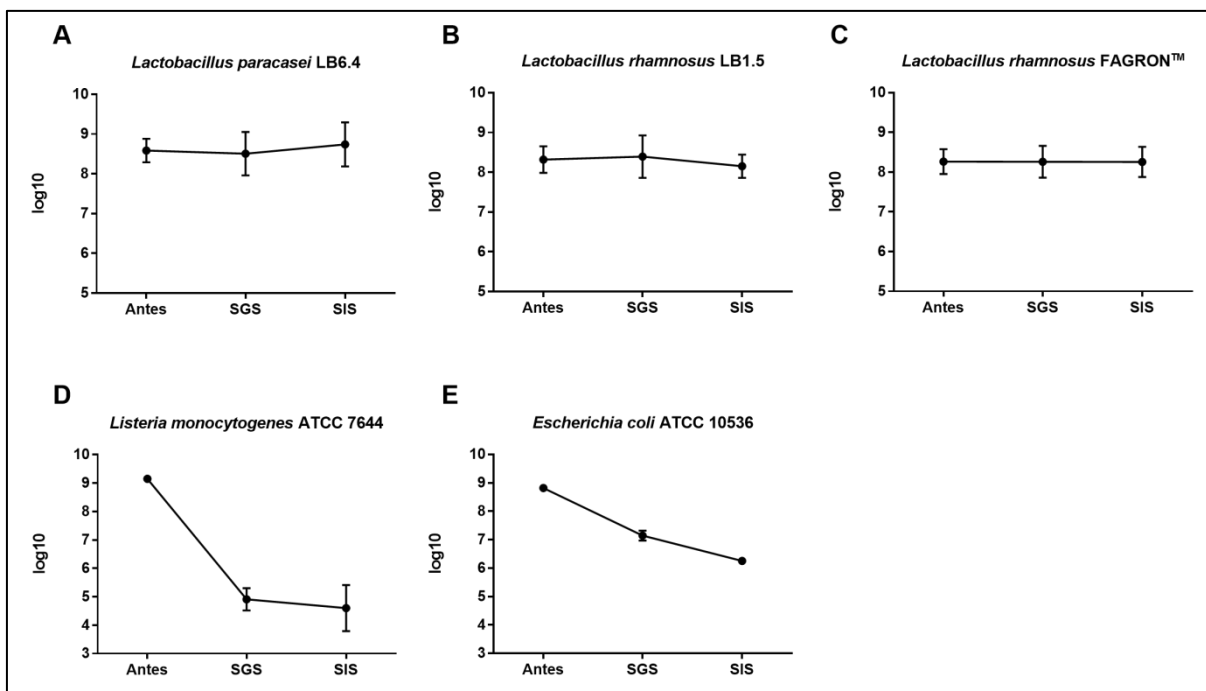 A
Lactobacillus paracasei LB6.4
10
9
8
7
6
5
log10
Antes SGS SIS
B
Lactobacillus rhamnosus LB1.5
10
9
8
7
6
5
log10
Antes SGS SIS
C
Lactobacillus rhamnosus FAGRON™
10
9
8
7
6
5
log10
Antes SGS SIS
D
Listeria monocytogenes ATCC 7644
10
9
8
7
6
5
4
3
log10
Antes SGS SIS
E
Escherichia coli ATCC 10536
10
9
8
7
6
5
4
3
log10
Antes SGS SIS